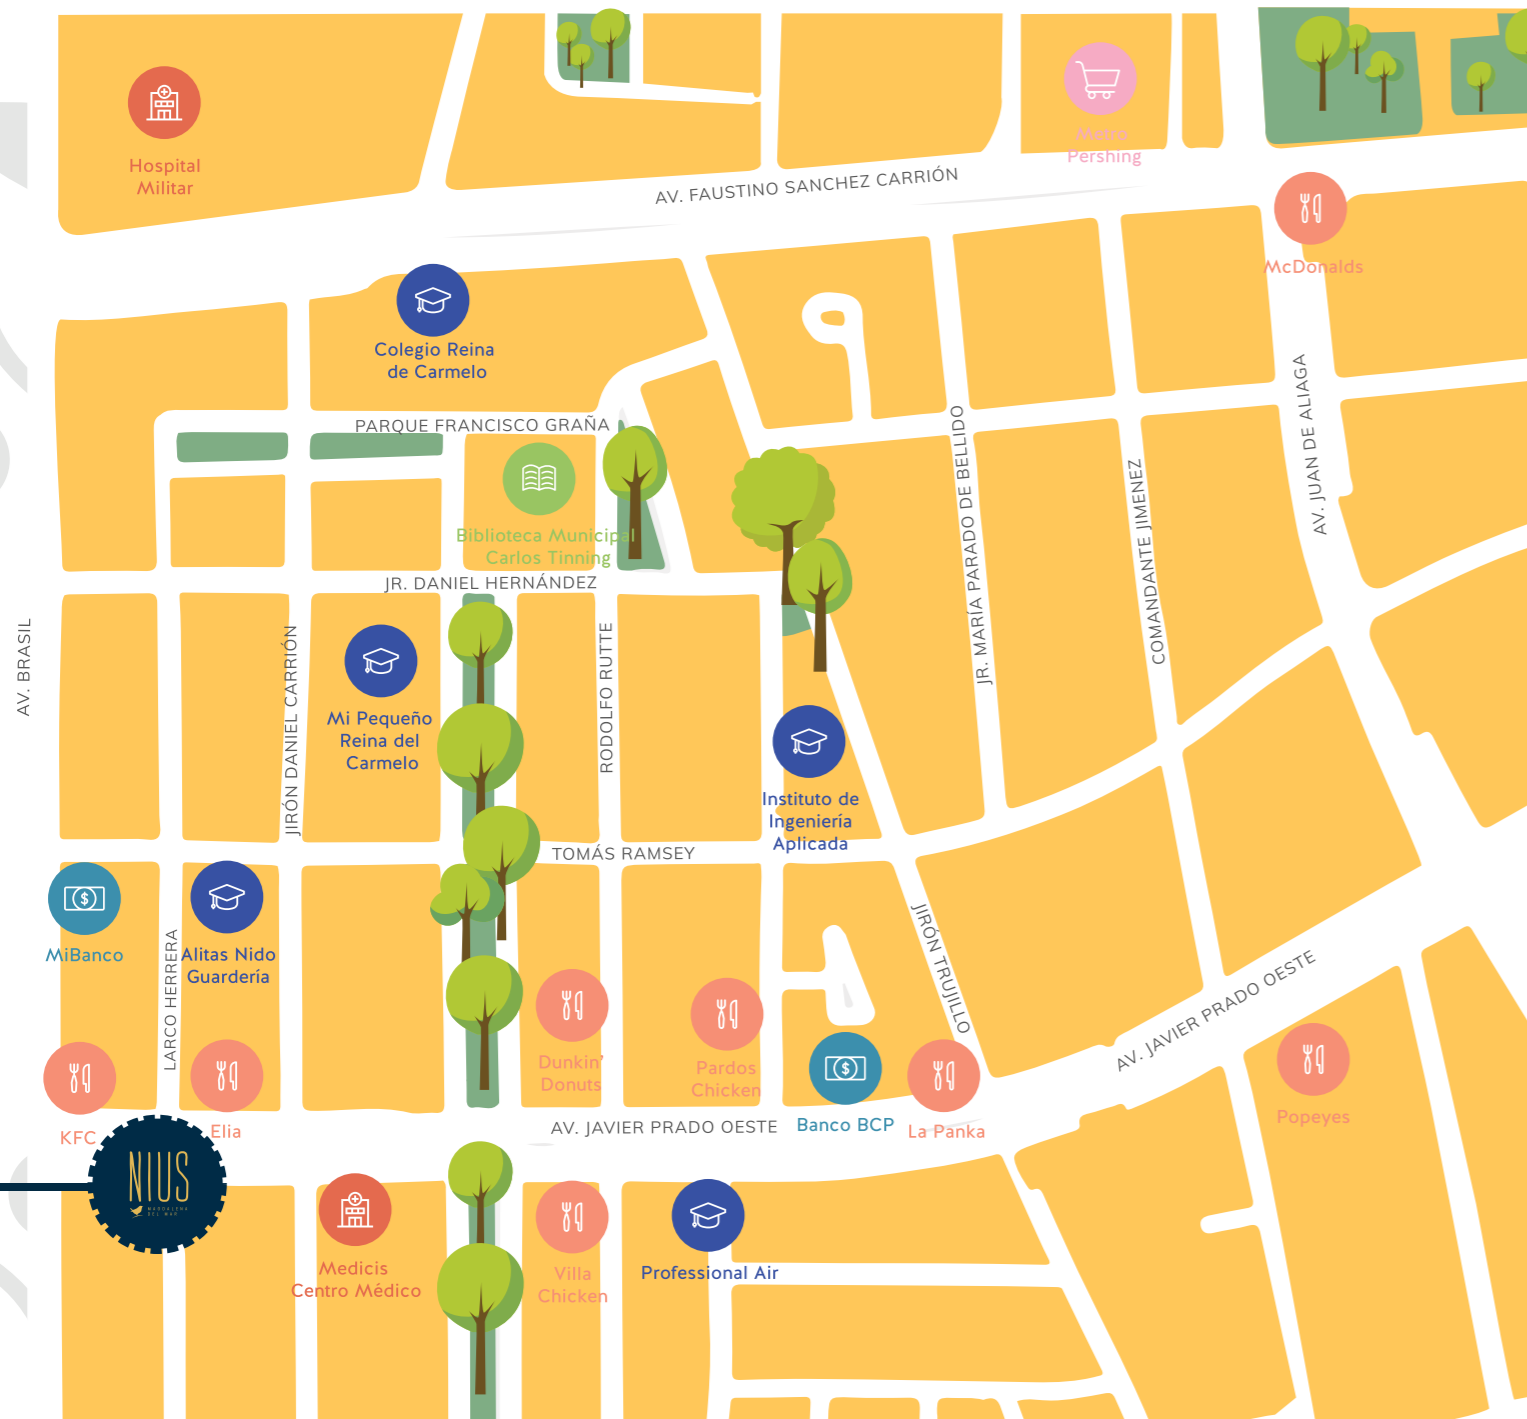 Hospital
Militar
Metro
Pershing
AV. FAUSTINO SANCHEZ CARRIÓN
McDonalds
Colegio Reina
de Carmelo
PARQUE FRANCISCO GRAÑA
Biblioteca Municipal
Carlos Tinning
JR. DANIEL HERNÁNDEZ
JR. MARÍA PARADO DE BELLIDO
COMANDANTE JIMENEZ
AV. JUAN DE ALIAGA
AV. BRASIL
JIRÓN DANIEL CARRIÓN
Mi Pequeño
Reina del
Carmelo
RODOLFO RUTTE
Instituto de
Ingeniería
Aplicada
TOMÁS RAMSEY
MiBanco
LARCO HERRERA
Alitas Nido
Guardería
JIRÓN TRUJILLO
AV. JAVIER PRADO OESTE
Dunkin'
Donuts
Pardos
Chicken
KFC
Elia
AV. JAVIER PRADO OESTE
Banco BCP
La Panka
Popeyes
NIUS
MAGDALENA
DEL MAR
Medicis
Centro Médico
Villa
Chicken
Professional Air